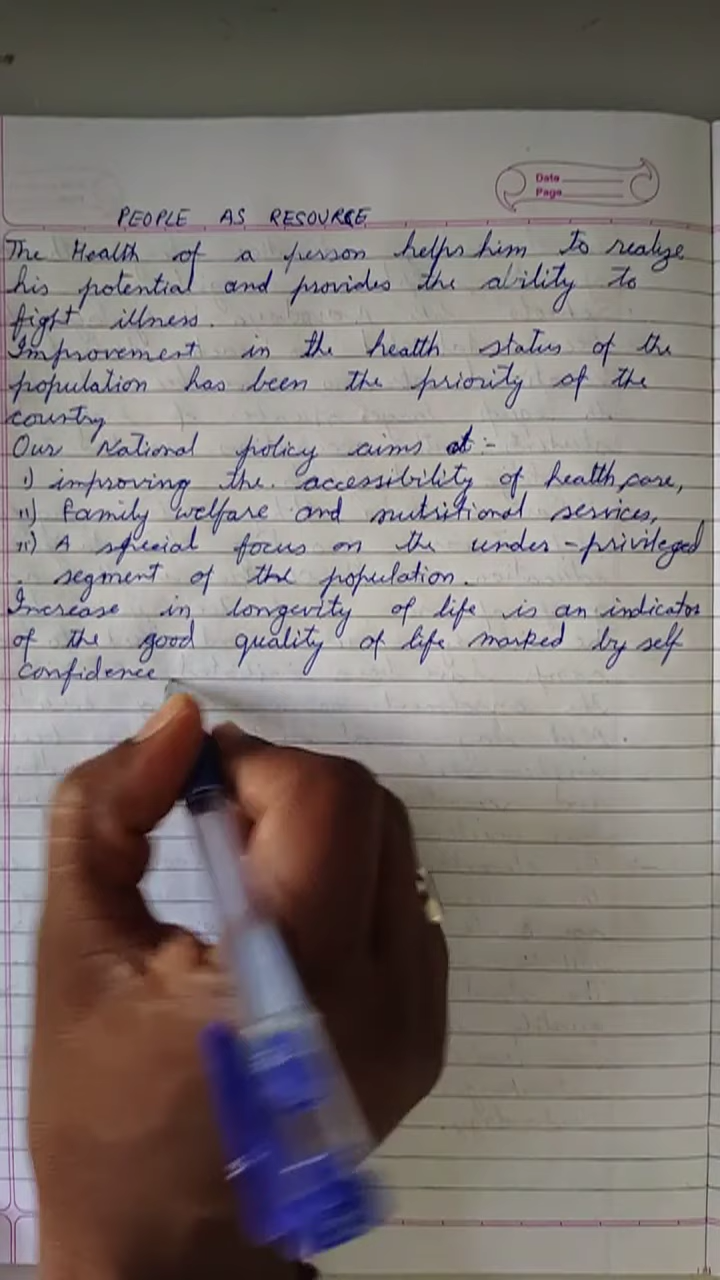 Date
Page
PEOPLE AS RESOURCE
The Health of a person helps him to realize
his potential and provides the ability to
fight illness.
Improvement in the health status of the
population has been the priority of the
country
Our National policy aims at :-
i) improving the accessibility of health care,
ii) family welfare and nutritional services,
iii) A special focus on the under-privileged
segment of the population.
Increase in longevity of life is an indicator
of the good quality of life marked by self
confidence